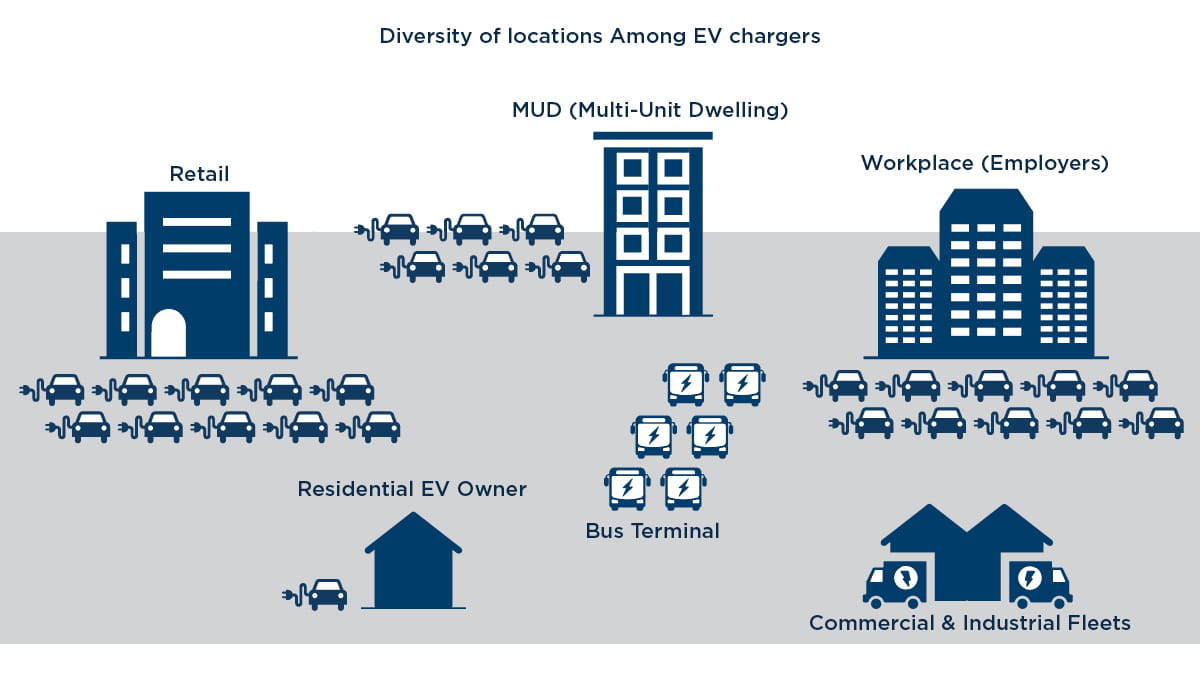 Diversity of locations Among EV chargers
MUD (Multi-Unit Dwelling)
Workplace (Employers)
Retail
Residential EV Owner
Bus Terminal
Commercial & Industrial Fleets